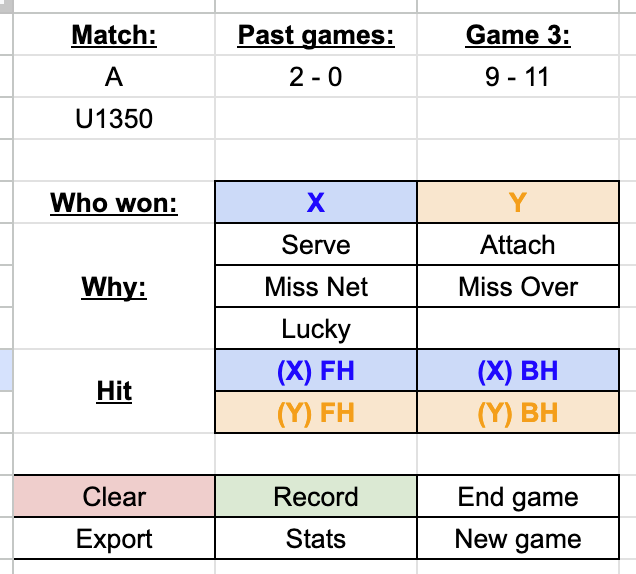 Match: Past games: Game 3:
A 2 - 0 9 - 11
U1350
Who won: X Y
Serve Attach
Why: Miss Net Miss Over
Lucky
(X) FH (X) BH
Hit
(Y) FH (Y) BH
Clear Record End game
Export Stats New game